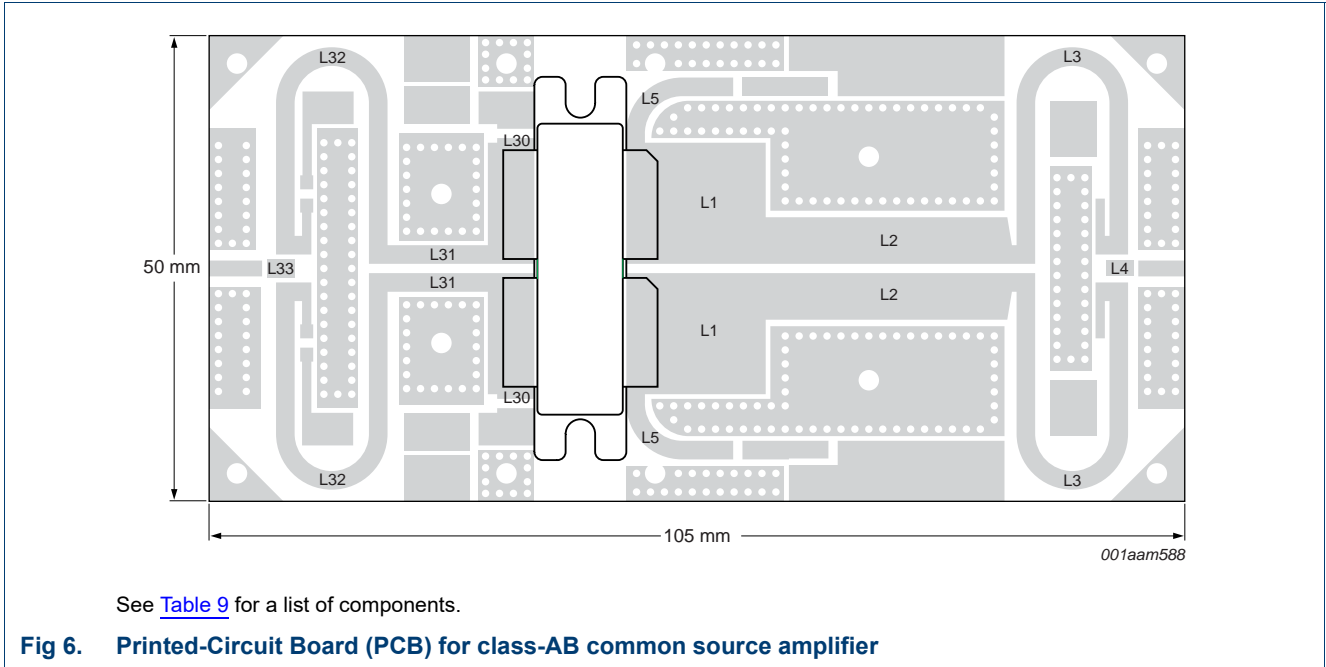 L32
L3
L5
L30
L1
L2
L31
50 mm
L33
L4
L31
L2
L1
L30
L5
L32
L3
105 mm
001aam588
See Table 9 for a list of components.
Fig 6. Printed-Circuit Board (PCB) for class-AB common source amplifier